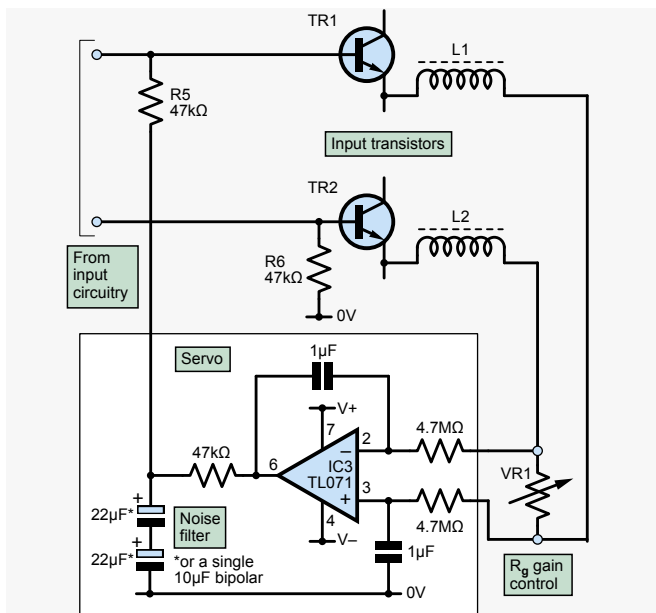 TR1
L1
R5
47kΩ
Input transistors
TR2
L2
From
input
circuitry
R6
47kΩ
0V
Servo
1µF
V+
7
4.7MΩ
2
–
47kΩ
6
IC3
TL071
VR1
3
+
4
4.7MΩ
V–
+
22µF*
Noise
filter
1µF
+
22µF*
*or a single
10µF bipolar
0V
Rg gain
control